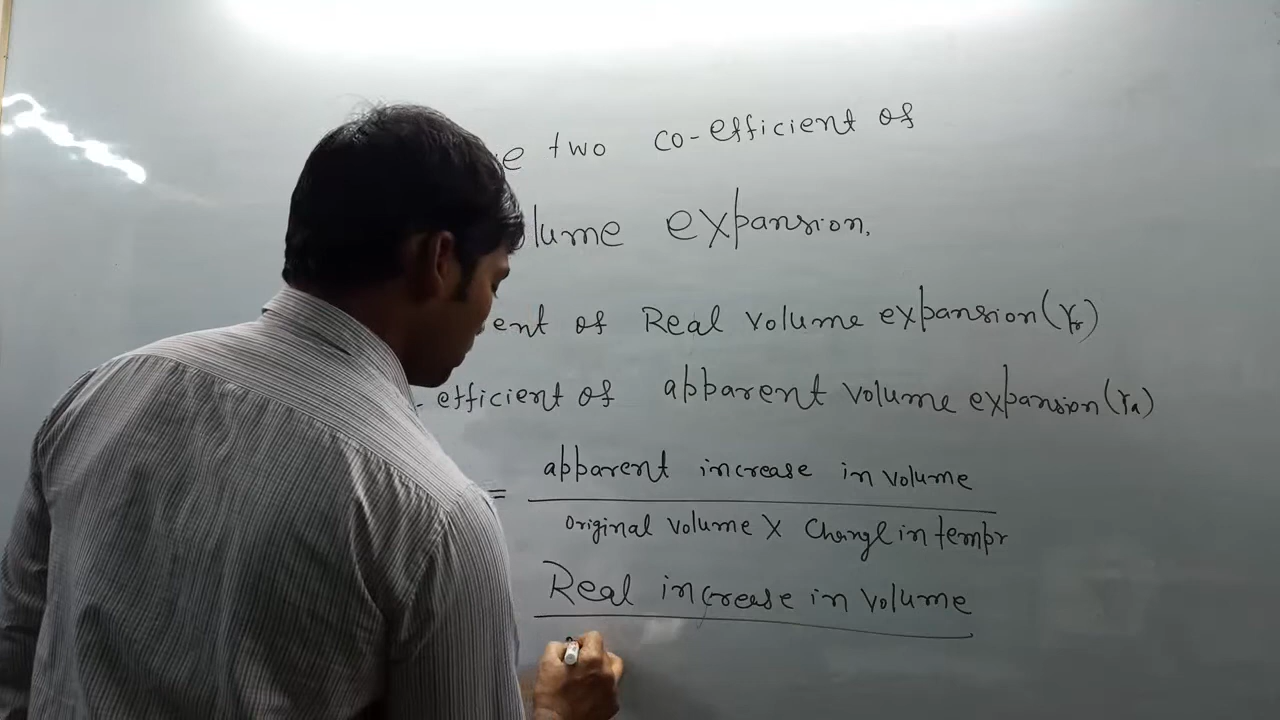 e two co-efficient of
lume expansion.
ent of Real volume expansion (γr)
efficient of apparent volume expansion (γa)
= apparent increase in volume
original volume X Change in tempr
Real increase in volume